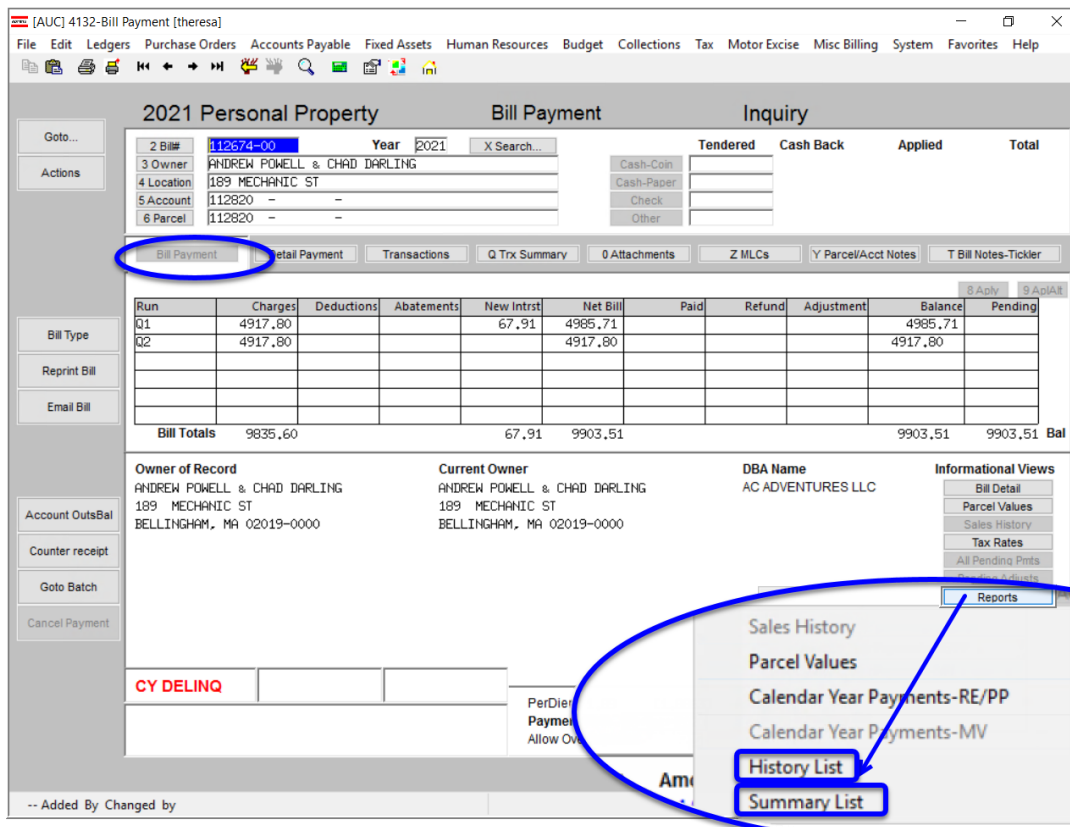 [AUC] 4132-Bill Payment [theresa]
File Edit Ledgers Purchase Orders Accounts Payable Fixed Assets Human Resources Budget Collections Tax Motor Excise Misc Billing System Favorites Help
2021 Personal Property Bill Payment Inquiry
Goto...
Actions
2 Bill# 112674-00 Year 2021 X Search... Tendered Cash Back Applied Total
3 Owner ANDREW POWELL & CHAD DARLING Cash-Coin
4 Location 189 MECHANIC ST Cash-Paper
5 Account 112820 - - Check
6 Parcel 112820 - - Other
Bill Payment Detail Payment Transactions Q Trx Summary 0 Attachments Z MLCs Y Parcel/Acct Notes T Bill Notes-Tickler
8 Aply 9 AplAlt
Run Charges Deductions Abatements New Intrst Net Bill Paid Refund Adjustment Balance Pending
Q1 4917.80 67.91 4985.71 4985.71
Q2 4917.80 4917.80 4917.80
Bill Totals 9835.60 67.91 9903.51 9903.51 9903.51 Bal
Bill Type
Reprint Bill
Email Bill
Account OutsBal
Counter receipt
Goto Batch
Cancel Payment
Owner of Record
ANDREW POWELL & CHAD DARLING
189 MECHANIC ST
BELLINGHAM, MA 02019-0000
Current Owner
ANDREW POWELL & CHAD DARLING
189 MECHANIC ST
BELLINGHAM, MA 02019-0000
DBA Name
AC ADVENTURES LLC
Informational Views
Bill Detail
Parcel Values
Sales History
Tax Rates
All Pending Pmts
Pending Adjusts
Reports
Sales History
Parcel Values
Calendar Year Payments-RE/PP
Calendar Year Payments-MV
History List
Summary List
CY DELINQ
PerDiem
Allow
-- Added By Changed by